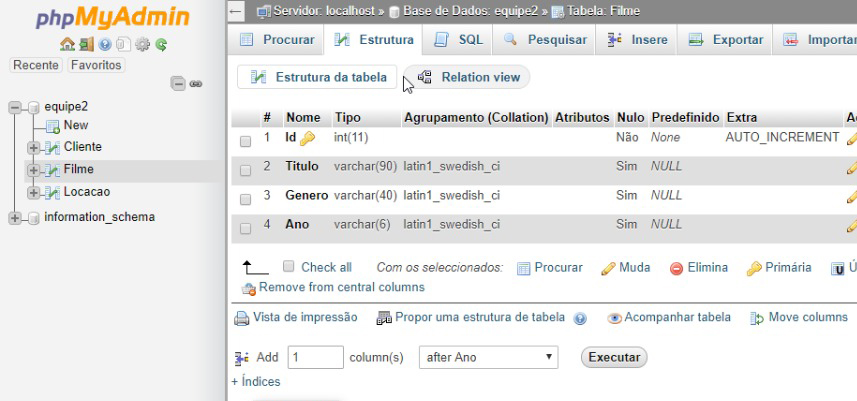 phpMyAdmin
Recente Favoritos
equipe2
New
Cliente
Filme
Locacao
information_schema
Servidor: localhost » Base de Dados: equipe2 » Tabela: Filme
Procurar Estrutura SQL Pesquisar Insere Exportar Importar
Estrutura da tabela Relation view
# Nome Tipo Agrupamento (Collation) Atributos Nulo Predefinido Extra
1 Id int(11) Não None AUTO_INCREMENT
2 Titulo varchar(90) latin1_swedish_ci Sim NULL
3 Genero varchar(40) latin1_swedish_ci Sim NULL
4 Ano varchar(6) latin1_swedish_ci Sim NULL
Check all Com os seleccionados: Procurar Muda Elimina Primária
Remove from central columns
Vista de impressão Propor uma estrutura de tabela Acompanhar tabela Move columns
Add 1 column(s) after Ano Executar
+ Índices